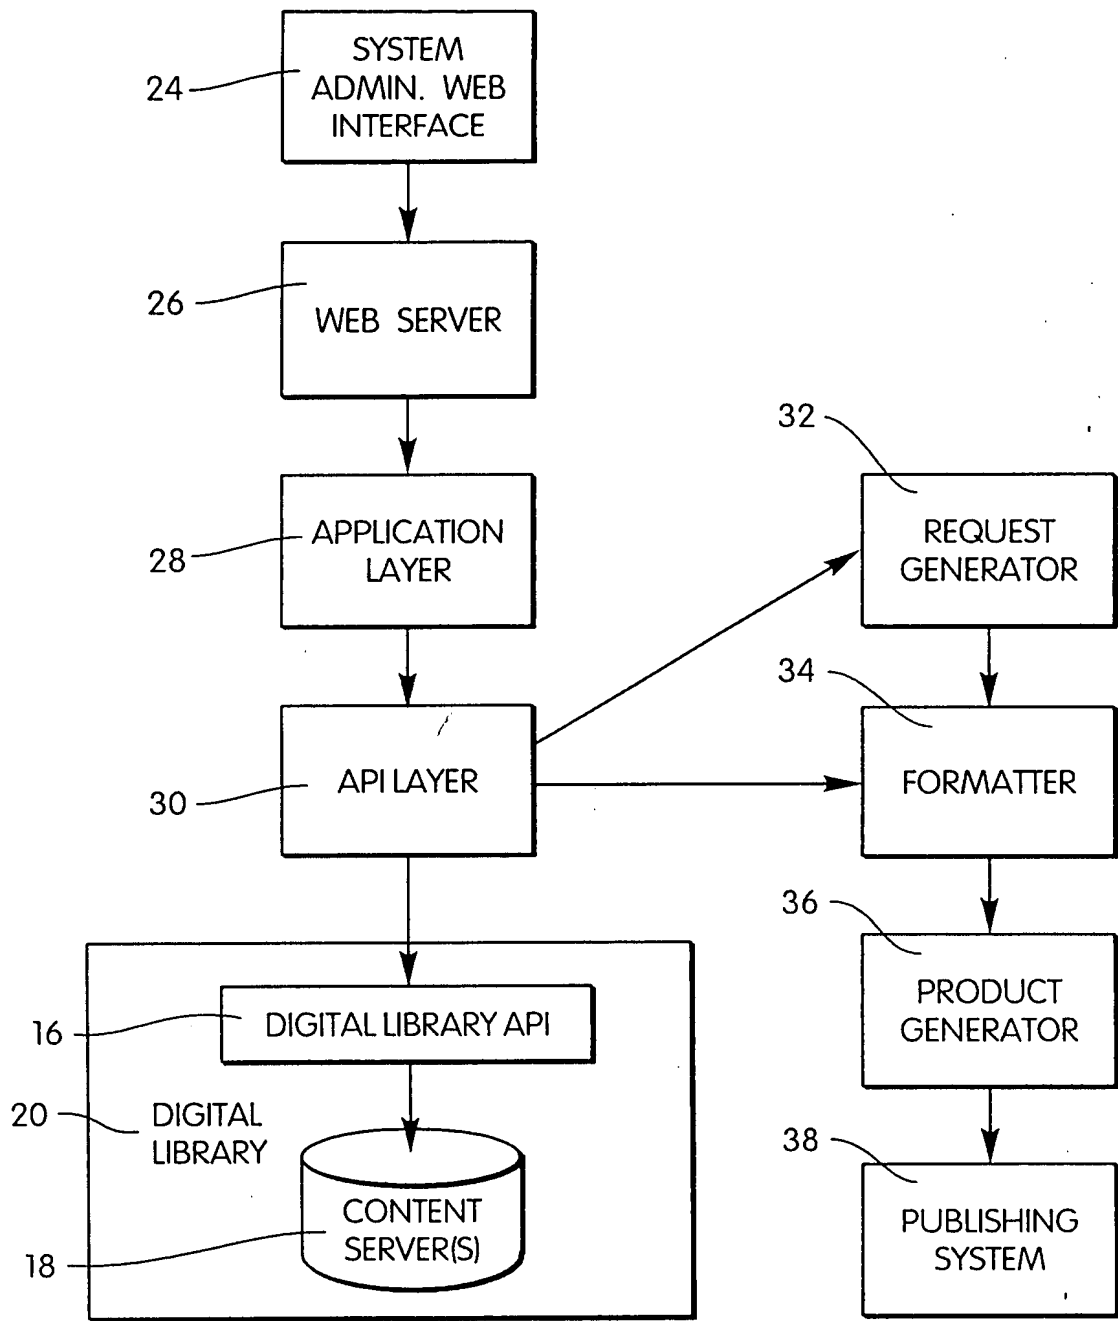 24
SYSTEM
ADMIN. WEB
INTERFACE
26
WEB SERVER
28
APPLICATION
LAYER
30
API LAYER
32
REQUEST
GENERATOR
34
FORMATTER
36
PRODUCT
GENERATOR
38
PUBLISHING
SYSTEM
16
DIGITAL LIBRARY API
20
DIGITAL
LIBRARY
18
CONTENT
SERVER(S)